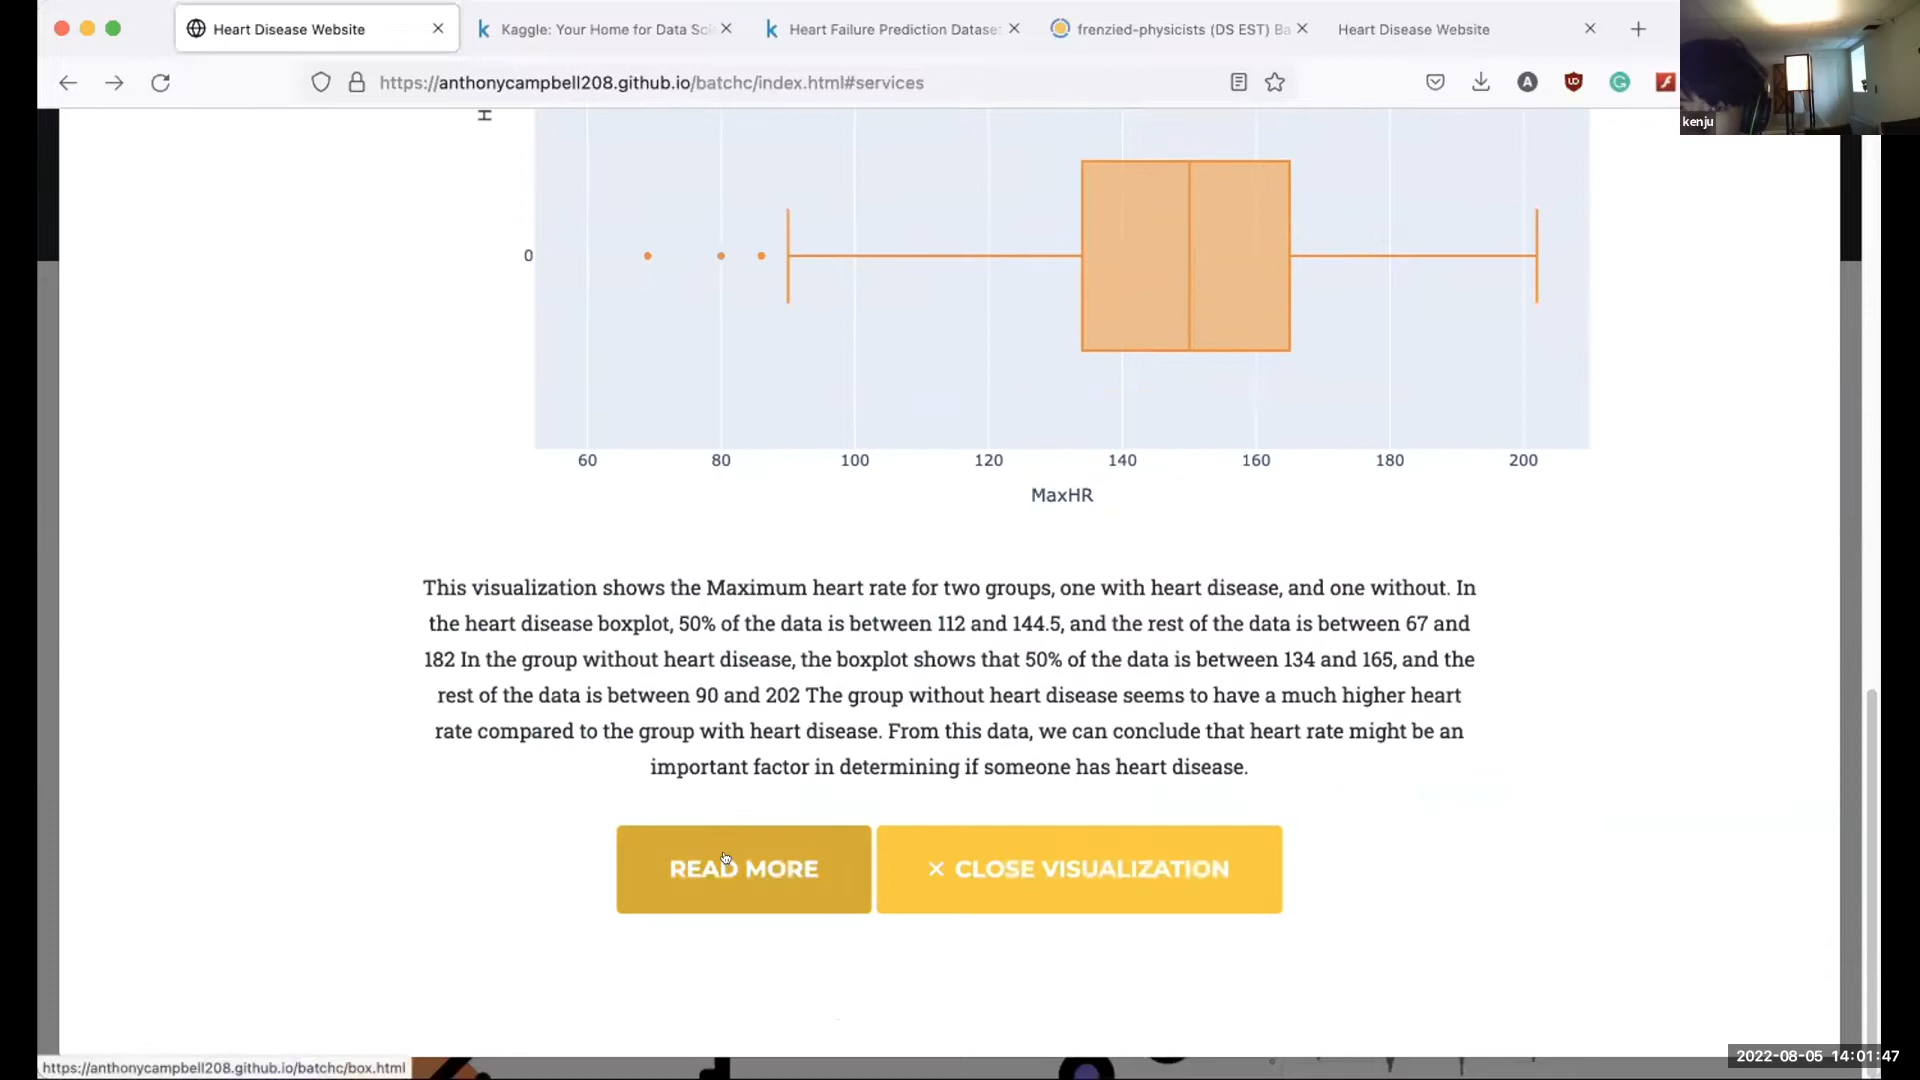 Heart Disease Website
Kaggle: Your Home for Data Sci
Heart Failure Prediction Datase
frenzied-physicists (DS EST) Ba
Heart Disease Website
https://anthonycampbell208.github.io/batchc/index.html#services
kenju
H
0
60 80 100 120 140 160 180 200
MaxHR
This visualization shows the Maximum heart rate for two groups, one with heart disease, and one without. In
the heart disease boxplot, 50% of the data is between 112 and 144.5, and the rest of the data is between 67 and
182 In the group without heart disease, the boxplot shows that 50% of the data is between 134 and 165, and the
rest of the data is between 90 and 202 The group without heart disease seems to have a much higher heart
rate compared to the group with heart disease. From this data, we can conclude that heart rate might be an
important factor in determining if someone has heart disease.
READ MORE
× CLOSE VISUALIZATION
https://anthonycampbell208.github.io/batchc/box.html
2022-08-05 14:01:47